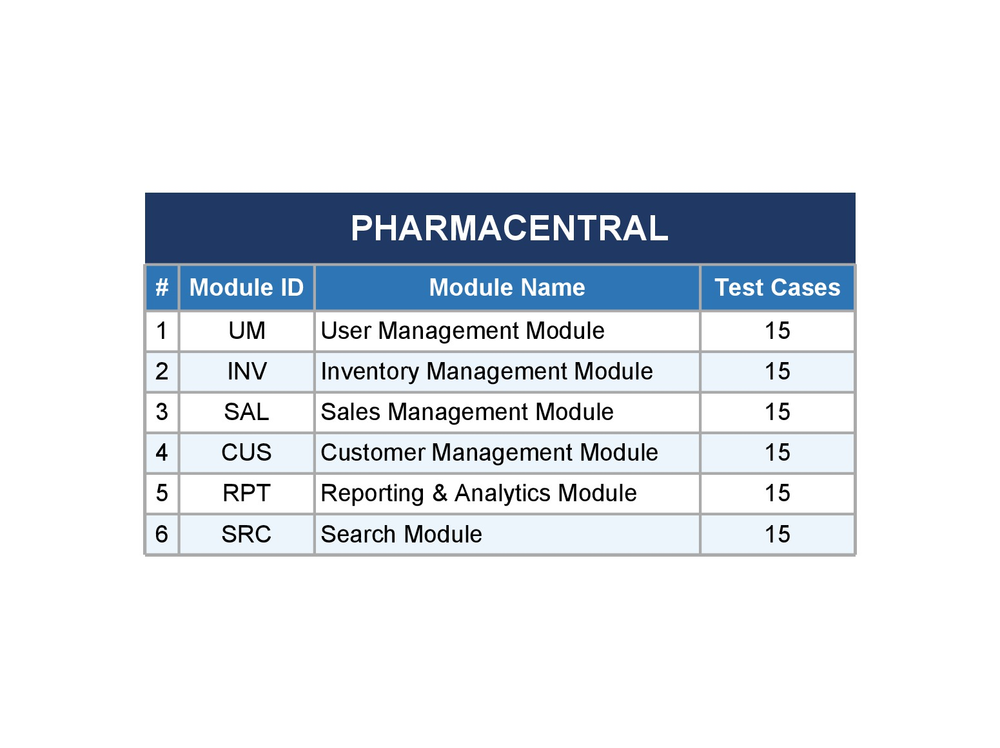 PHARMACENTRAL
# Module ID Module Name Test Cases
1 UM User Management Module 15
2 INV Inventory Management Module 15
3 SAL Sales Management Module 15
4 CUS Customer Management Module 15
5 RPT Reporting & Analytics Module 15
6 SRC Search Module 15